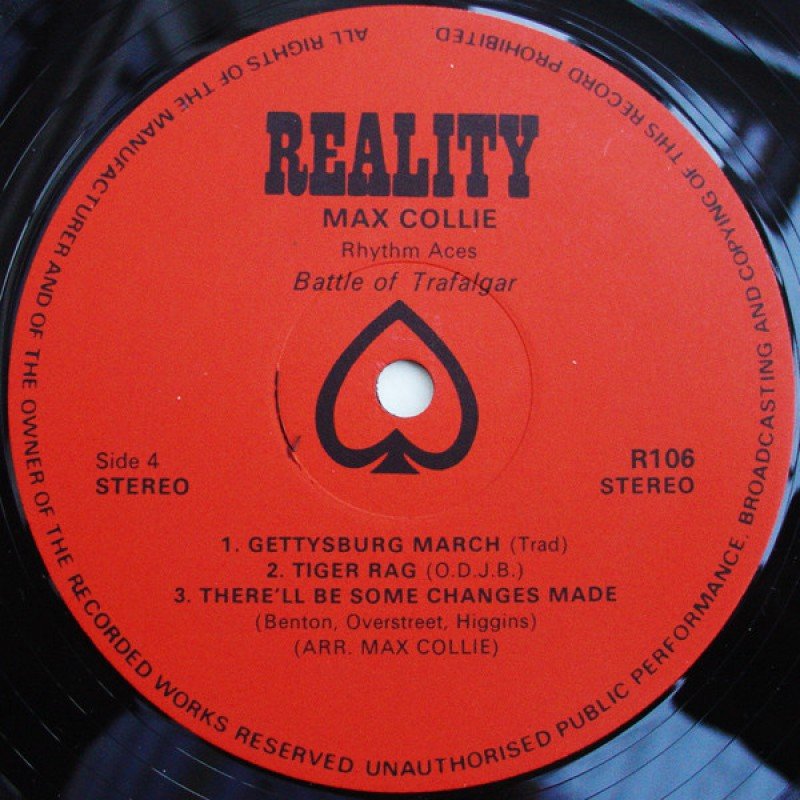 REALITY
MAX COLLIE
Rhythm Aces
Battle of Trafalgar
Side 4
STEREO
R106
STEREO
1. GETTYSBURG MARCH (Trad)
2. TIGER RAG (O.D.J.B.)
3. THERE'LL BE SOME CHANGES MADE
(Benton, Overstreet, Higgins)
(ARR. MAX COLLIE)
ALL RIGHTS OF THE MANUFACTURER AND OF THE OWNER OF THE RECORDED WORKS RESERVED UNAUTHORISED PUBLIC PERFORMANCE. BROADCASTING AND COPYING OF THIS RECORD PROHIBITED